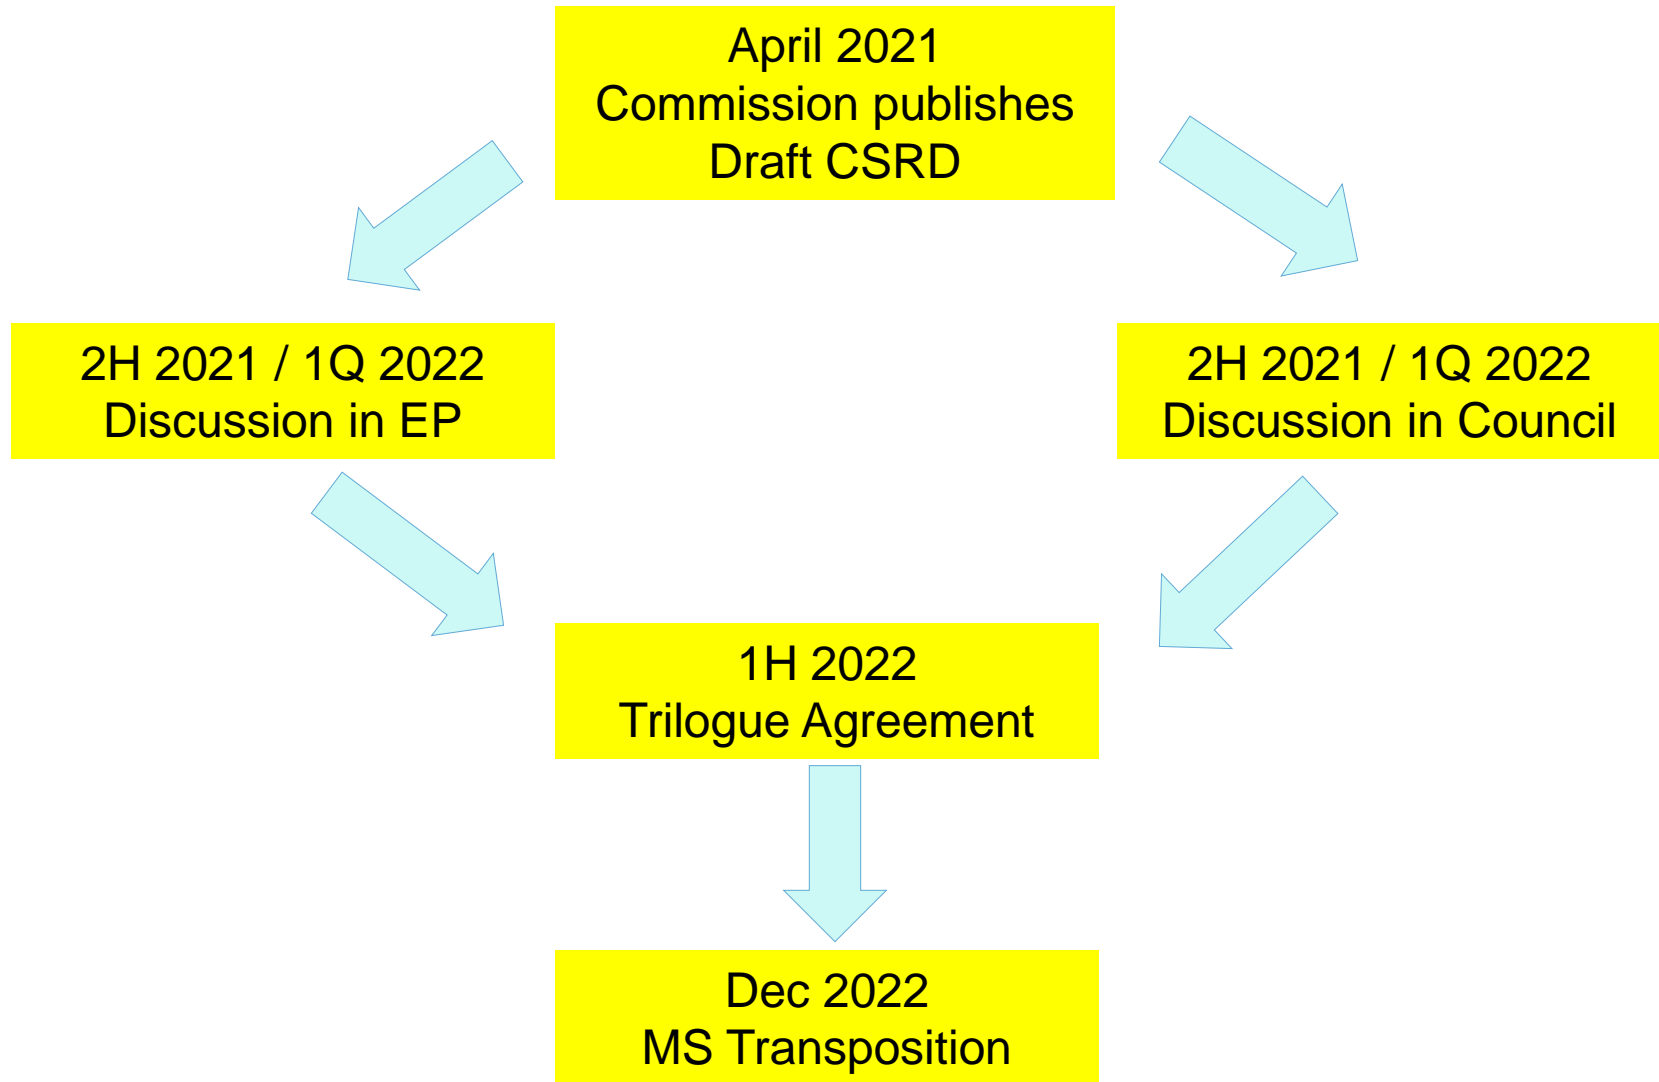 April 2021
Commission publishes
Draft CSRD
2H 2021 / 1Q 2022
Discussion in EP
2H 2021 / 1Q 2022
Discussion in Council
1H 2022
Trilogue Agreement
Dec 2022
MS Transposition